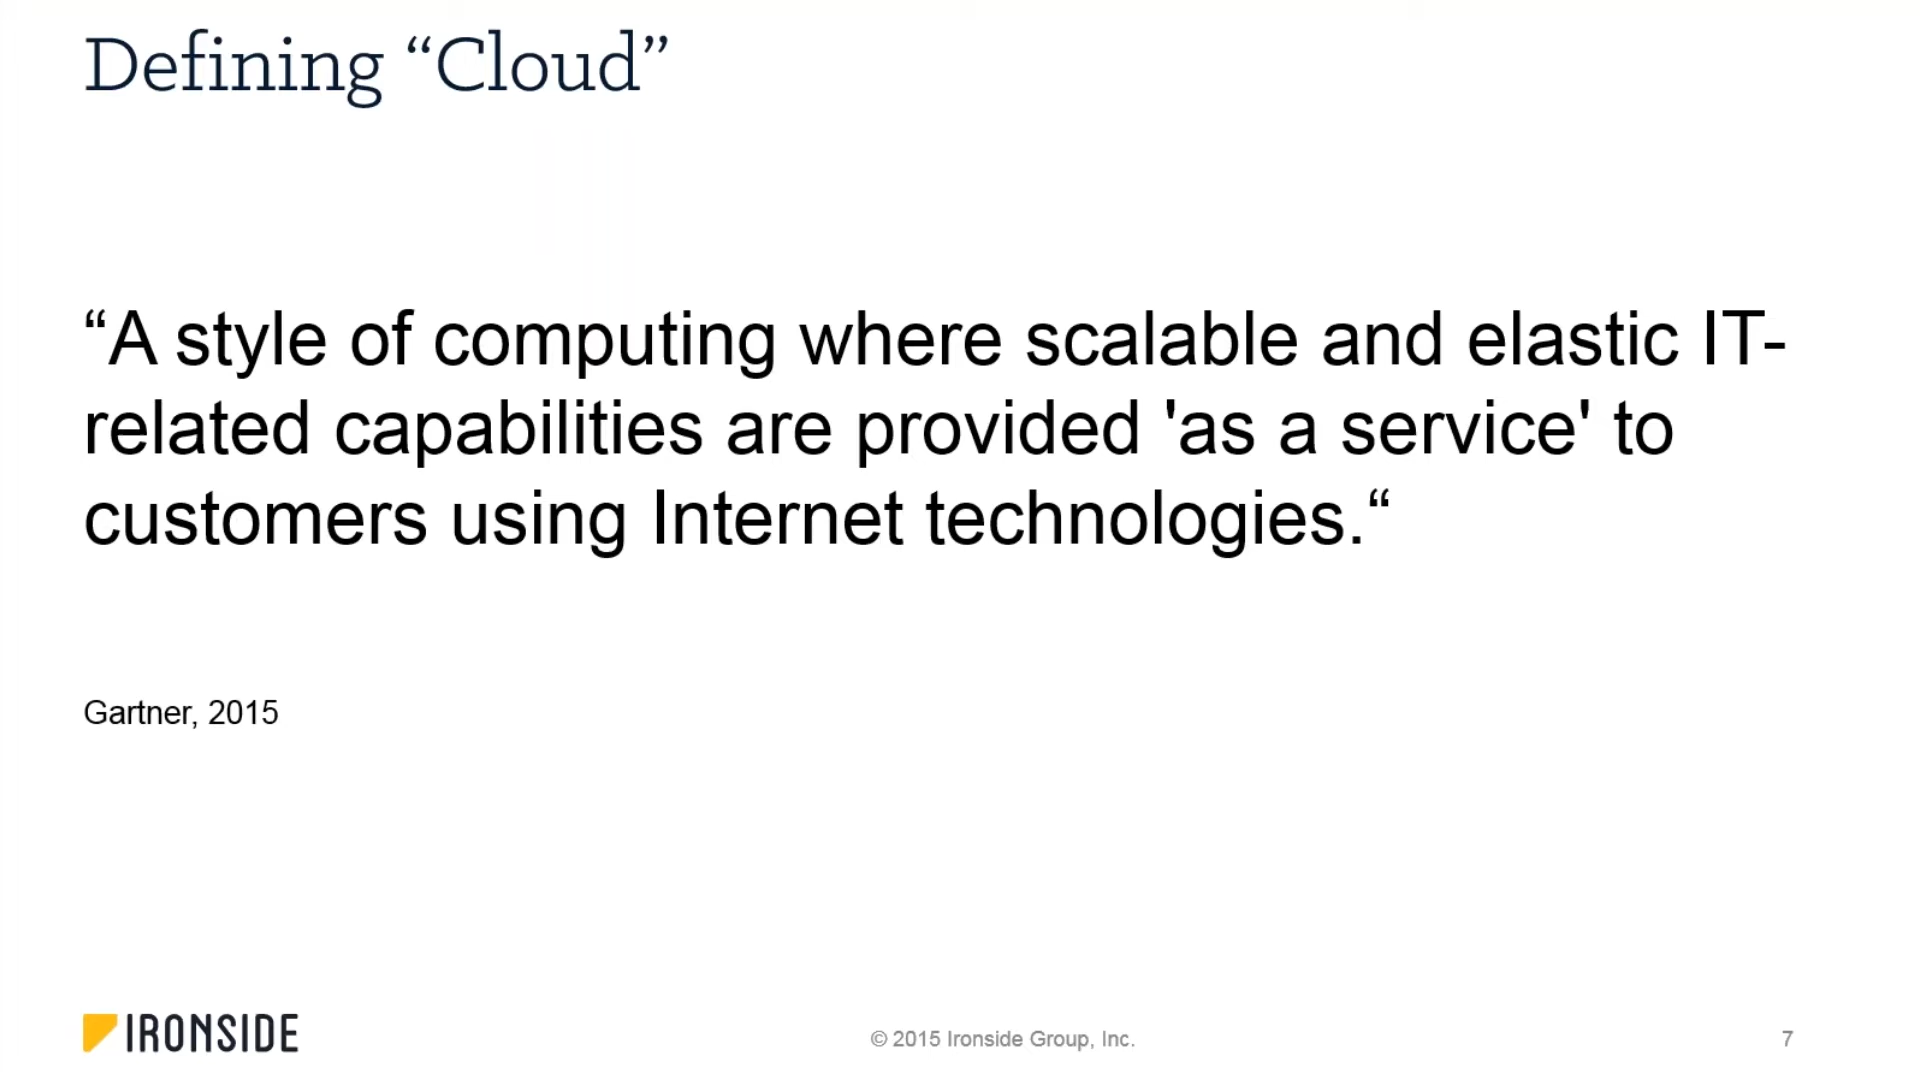 Defining “Cloud”
“A style of computing where scalable and elastic IT-
related capabilities are provided 'as a service' to
customers using Internet technologies.“
Gartner, 2015
IRONSIDE
© 2015 Ironside Group, Inc.
7